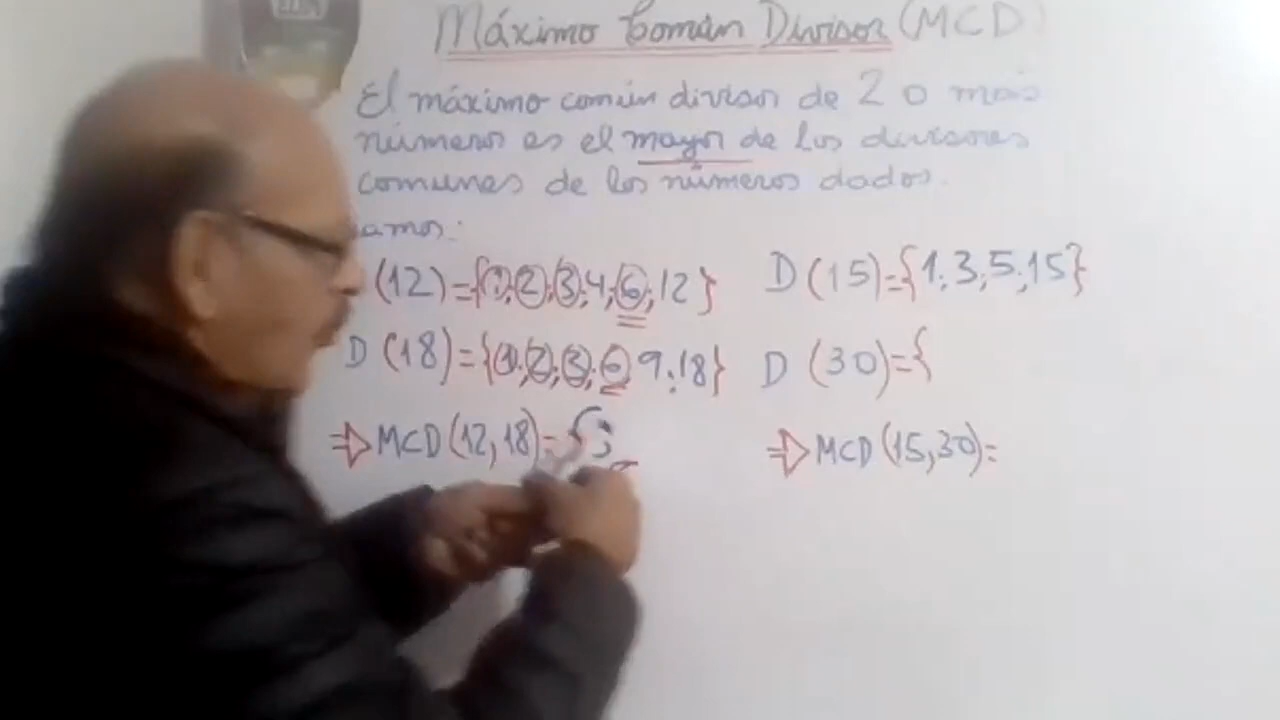 Máximo Común Divisor (MCD)
El máximo común divisor de 2 o más
números es el mayor de los divisores
comunes de los números dados.
amos:
(12)={1;2;3;4;6;12}
D(15)={1;3;5;15}
D(18)={1;2;3;6;9;18}
D(30)={
⇒MCD(12,18)=
⇒MCD(15,30)=